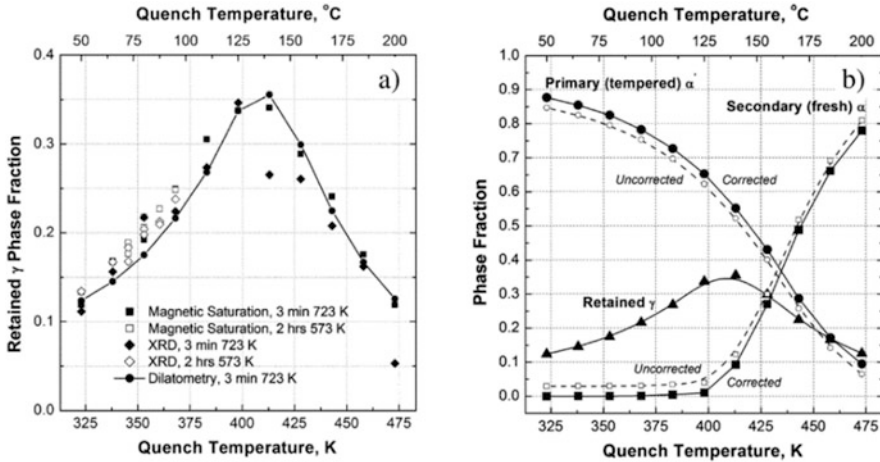 Quench Temperature, °C
50 75 100 125 150 175 200
a)
Retained γ Phase Fraction
0.4
0.3
0.2
0.1
0.0
Magnetic Saturation, 3 min 723 K
Magnetic Saturation, 2 hrs 573 K
XRD, 3 min 723 K
XRD, 2 hrs 573 K
Dilatometry, 3 min 723 K
325 350 375 400 425 450 475
Quench Temperature, K
Quench Temperature, °C
50 75 100 125 150 175 200
b)
Phase Fraction
1.0
0.9
0.8
0.7
0.6
0.5
0.4
0.3
0.2
0.1
0.0
Primary (tempered) α'
Secondary (fresh) α
Uncorrected
Corrected
Retained γ
Uncorrected
Corrected
325 350 375 400 425 450 475
Quench Temperature, K